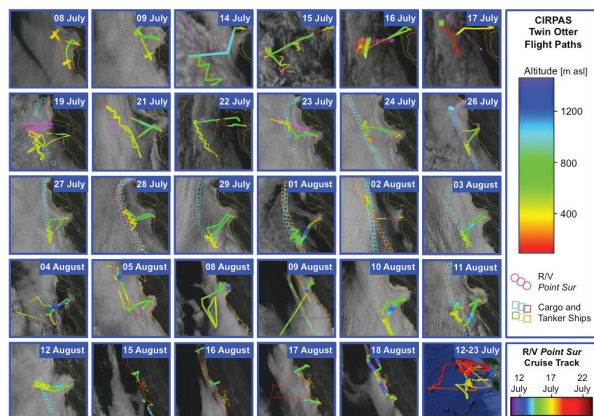 08 July
09 July
14 July
15 July
16 July
17 July
19 July
21 July
22 July
23 July
24 July
26 July
27 July
28 July
29 July
01 August
02 August
03 August
04 August
05 August
08 August
09 August
10 August
11 August
12 August
15 August
16 August
17 August
18 August
12-23 July
CIRPAS
Twin Otter
Flight Paths
Altitude [m asl]
1200
800
400
R/V
Point Sur
Cargo and
Tanker Ships
R/V Point Sur
Cruise Track
12 17 22
July July July